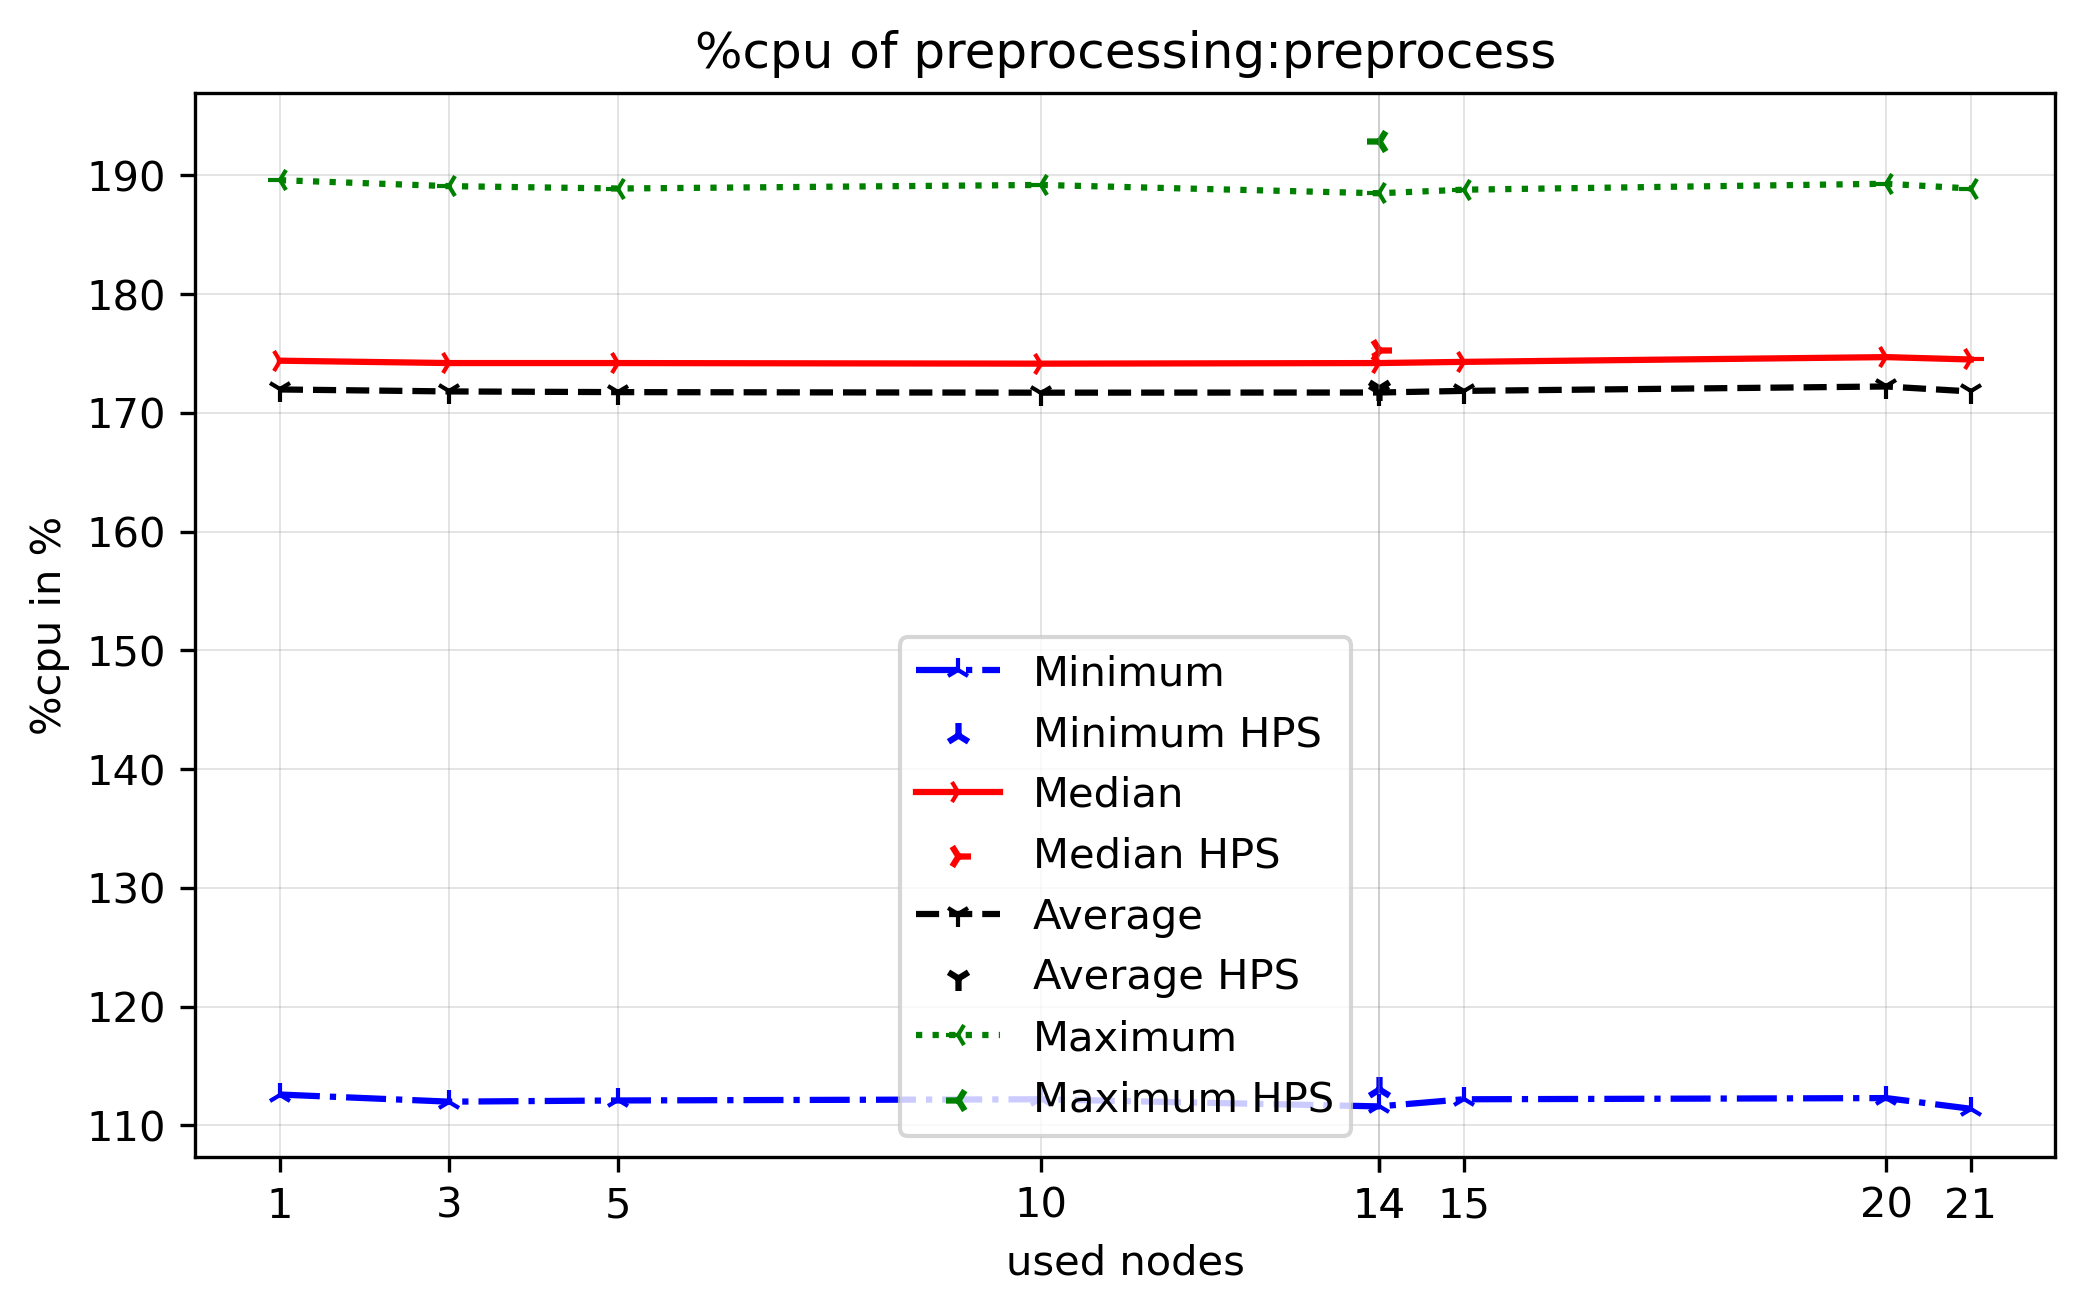 %cpu of preprocessing:preprocess
%cpu in %
190
180
170
160
150
140
130
120
110
Minimum
Minimum HPS
Median
Median HPS
Average
Average HPS
Maximum
Maximum HPS
1 3 5 10 14 15 20 21
used nodes